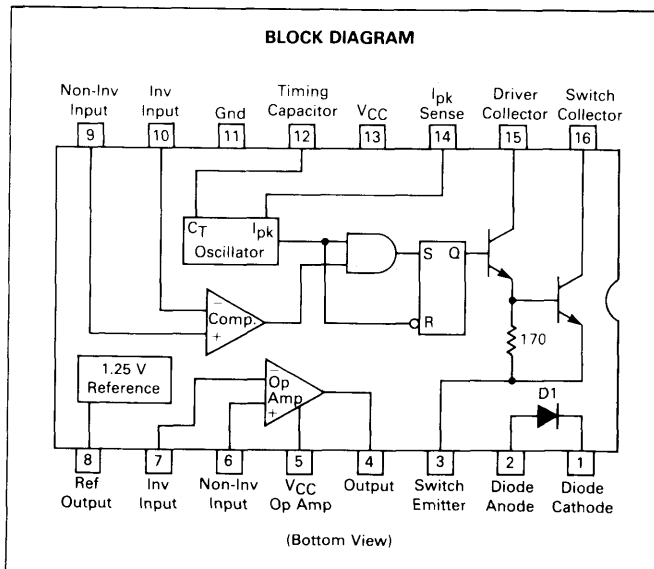 BLOCK DIAGRAM
Non-Inv Input
Inv Input
Gnd
Timing Capacitor
VCC
Ipk Sense
Driver Collector
Switch Collector
9
10
11
12
13
14
15
16
CT
Ipk
Oscillator
S
Q
R
−
Comp.
+
170
1.25 V
Reference
−
Op
Amp
+
D1
8
7
6
5
4
3
2
1
Ref Output
Inv Input
Non-Inv Input
VCC Op Amp
Output
Switch Emitter
Diode Anode
Diode Cathode
(Bottom View)